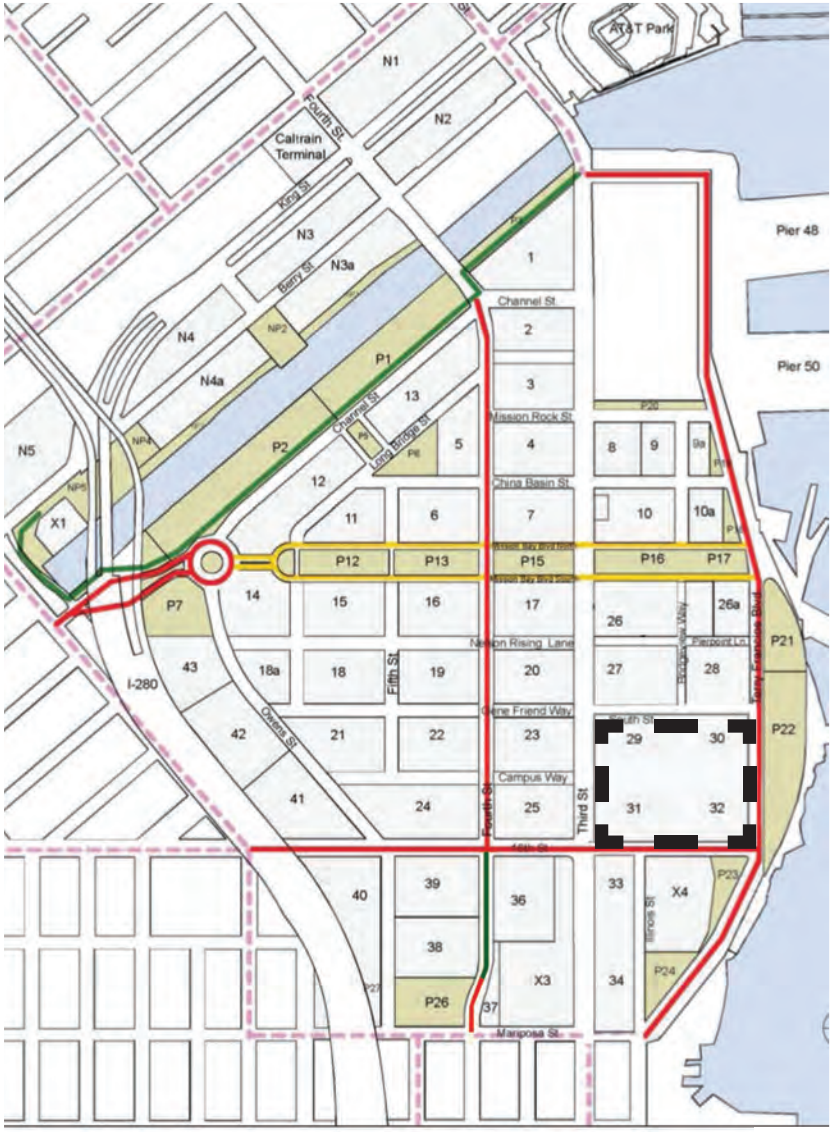 AT&T Park
N1
Fourth St.
N2
Caltrain
Terminal
King St
Pier 48
N3
P3
Berry St
N3a
1
Channel St.
NP2
2
N4
P1
Pier 50
3
N4a
13
Channel St
P20
Mission Rock St
Long Bridge St
P5
N5
NP4
P2
P6
5
4
8
9
9a
12
China Basin St.
NP5
X1
11
6
7
10
10a
Mission Bay Blvd North
P12
P13
P15
P16
P17
Mission Bay Blvd South
P7
14
15
16
17
26
26a
Bridgeview Way
Terry Francois Blvd
P21
Nelson Rising Lane
Pierpoint Ln.
43
18a
18
Fifth St
19
20
27
28
I-280
Owens St
Gene Friend Way
South St
42
21
22
23
29
30
P22
Campus Way
41
24
Fourth St
25
Third St
31
32
16th St
40
39
36
33
Illinois St
X4
P23
38
P24
P27
P26
37
X3
34
Mariposa St